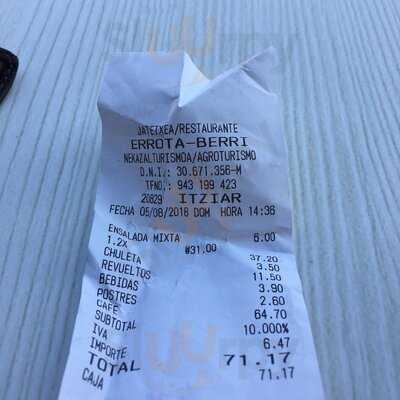 JATETXEA/RESTAURANTE
ERROTA-BERRI
NEKAZALTURISMOA/AGROTURISMO
D.N.I.: 30.671.356-M
TFNO.: 943 199 423
20829 ITZIAR
FECHA 05/08/2018 DOM HORA 14:36
ENSALADA MIXTA 6.00
1.2X @31.00
CHULETA 37.20
REVUELTOS 3.50
BEBIDAS 11.50
POSTRES 3.90
CAFE 2.60
SUBTOTAL 64.70
IVA 10.000%
IMPORTE 6.47
TOTAL 71.17
CAJA 71.17